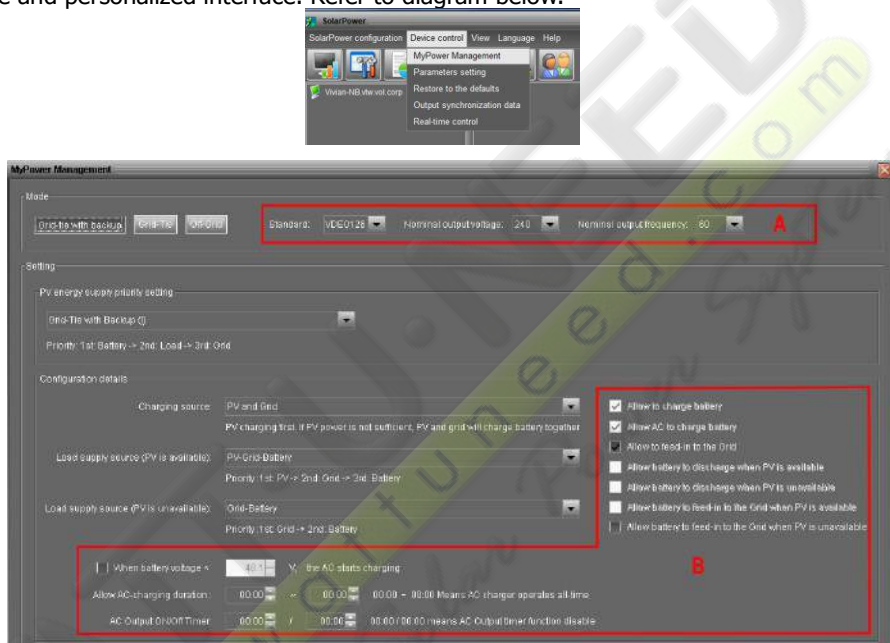 e and personalized interface. Refer to diagram below.
SolarPower
SolarPower configuration Device control View Language Help
MyPower Management
Parameters setting
Restore to the defaults
Output synchronization data
Real-time control
Vivian-NB.vtw.vol.corp
MyPower Management
Mode
Grid-tie with backup Grid-Tie Off-Grid Standard: VDE0126 Nominal output voltage: 240 Nominal output frequency: 60 A
Setting
PV energy supply priority setting
Grid-Tie with Backup (I)
Priority: 1st: Battery -> 2nd: Load -> 3rd: Grid
Configuration details
Charging source: PV and Grid
PV charging first. If PV power is not sufficient, PV and grid will charge battery together
Load supply source (PV is available): PV-Grid-Battery
Priority: 1st: PV-> 2nd: Grid -> 3rd: Battery
Load supply source (PV is unavailable): Grid-Battery
Priority: 1st: Grid -> 2nd: Battery
Allow to charge battery
Allow AC to charge battery
Allow to feed-in to the Grid
Allow battery to discharge when PV is available
Allow battery to discharge when PV is unavailable
Allow battery to feed-in to the Grid when PV is available
Allow battery to feed-in to the Grid when PV is unavailable
B
When battery voltage < V, the AC starts charging
Allow AC-charging duration: 00:00 ~ 00:00 00:00 ~ 00:00 Means AC charger operates all-time
AC Output ON/Off Timer: 00:00 / 00:00 00:00 / 00:00 means AC Output timer function disable
wattuneed.com
Solar Power System